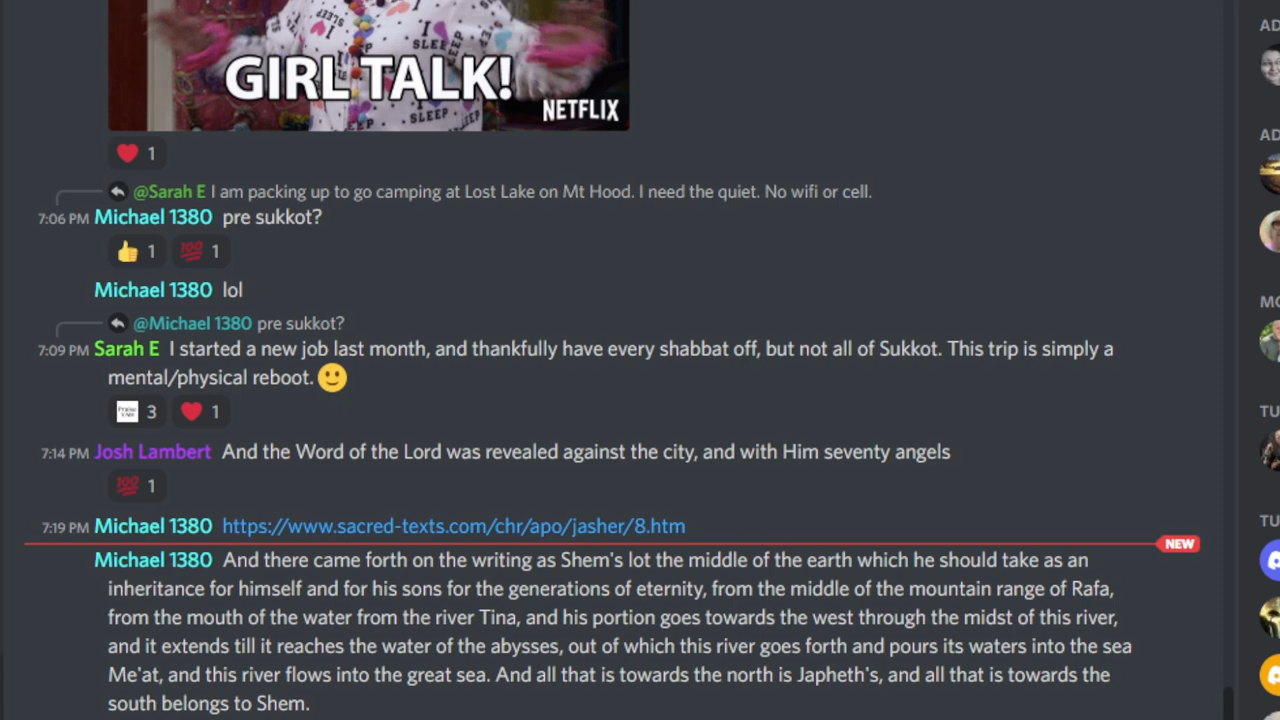 I
SLEEP
SLEEP
SLEEP
GIRL TALK!
SLEEP
NETFLIX
1
@Sarah E I am packing up to go camping at Lost Lake on Mt Hood. I need the quiet. No wifi or cell.
7:06 PM Michael 1380 pre sukkot?
1 100 1
Michael 1380 lol
@Michael 1380 pre sukkot?
7:09 PM Sarah E I started a new job last month, and thankfully have every shabbat off, but not all of Sukkot. This trip is simply a
mental/physical reboot.
3 1
7:14 PM Josh Lambert And the Word of the Lord was revealed against the city, and with Him seventy angels
100 1
7:19 PM Michael 1380 https://www.sacred-texts.com/chr/apo/jasher/8.htm
NEW
Michael 1380 And there came forth on the writing as Shem's lot the middle of the earth which he should take as an
inheritance for himself and for his sons for the generations of eternity, from the middle of the mountain range of Rafa,
from the mouth of the water from the river Tina, and his portion goes towards the west through the midst of this river,
and it extends till it reaches the water of the abysses, out of which this river goes forth and pours its waters into the sea
Me'at, and this river flows into the great sea. And all that is towards the north is Japheth's, and all that is towards the
south belongs to Shem.
AD
AD
MO
TU
TU